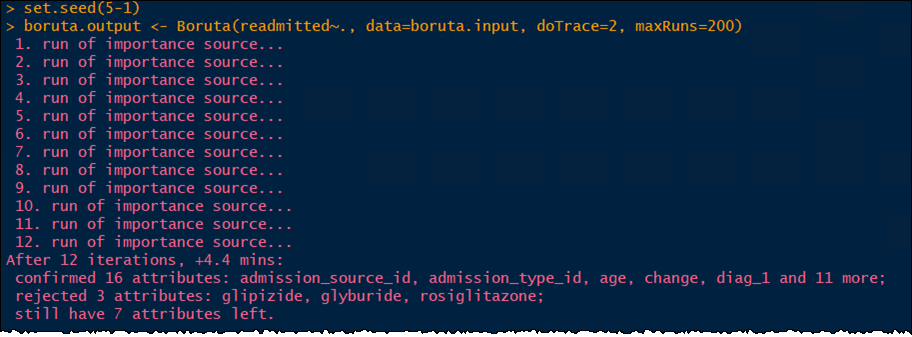 > set.seed(5-1)
> boruta.output <- Boruta(readmitted~., data=boruta.input, doTrace=2, maxRuns=200)
1. run of importance source...
2. run of importance source...
3. run of importance source...
4. run of importance source...
5. run of importance source...
6. run of importance source...
7. run of importance source...
8. run of importance source...
9. run of importance source...
10. run of importance source...
11. run of importance source...
12. run of importance source...
After 12 iterations, +4.4 mins:
confirmed 16 attributes: admission_source_id, admission_type_id, age, change, diag_1 and 11 more;
rejected 3 attributes: glipizide, glyburide, rosiglitazone;
still have 7 attributes left.